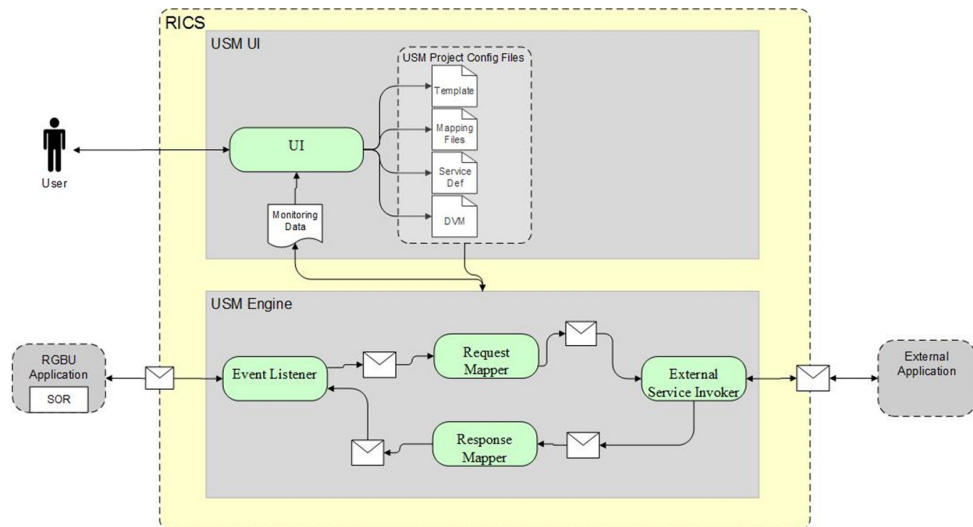 RICS
USM UI
USM Project Config Files
Template
Mapping
Files
Service
Def
DVM
UI
User
Monitoring
Data
USM Engine
RGBU
Application
SOR
Event Listener
Request
Mapper
External
Service Invoker
Response
Mapper
External
Application